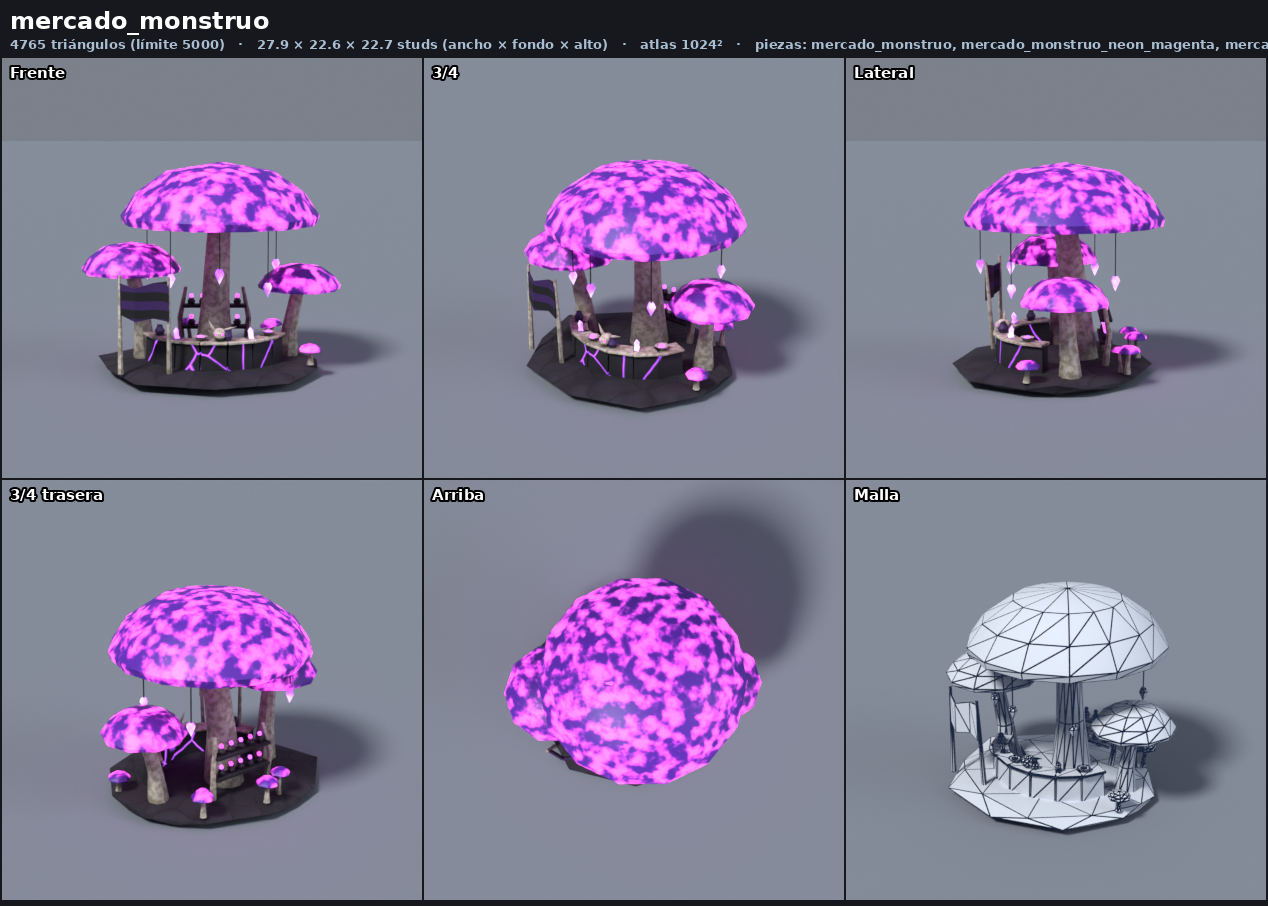 mercado_monstruo
4765 triángulos (límite 5000) · 27.9 × 22.6 × 22.7 studs (ancho × fondo × alto) · atlas 1024² · piezas: mercado_monstruo, mercado_monstruo_neon_magenta, merca
Frente
3/4
Lateral
3/4 trasera
Arriba
Malla